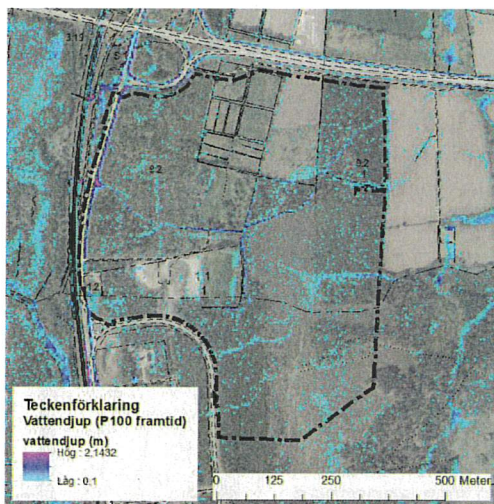 Teckenförklaring
Vattendjup (P100 framtid)
vattendjup (m)
Hög : 2,1432
Låg : 0,1
0 125 250 500 Meter